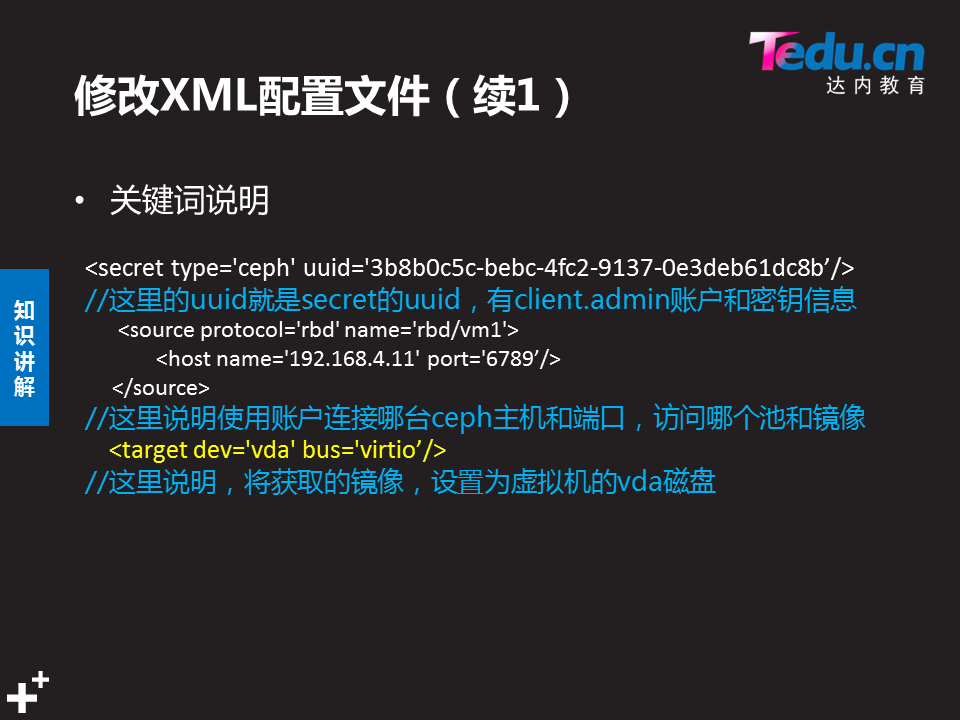 Tedu.cn
达内教育
修改XML配置文件（续1）
• 关键词说明
<secret type='ceph' uuid='3b8b0c5c-bebc-4fc2-9137-0e3deb61dc8b’/>
//这里的uuid就是secret的uuid，有client.admin账户和密钥信息
<source protocol='rbd' name='rbd/vm1'>
<host name='192.168.4.11' port='6789’/>
</source>
//这里说明使用账户连接哪台ceph主机和端口，访问哪个池和镜像
<target dev='vda' bus='virtio’/>
//这里说明，将获取的镜像，设置为虚拟机的vda磁盘
知识讲解